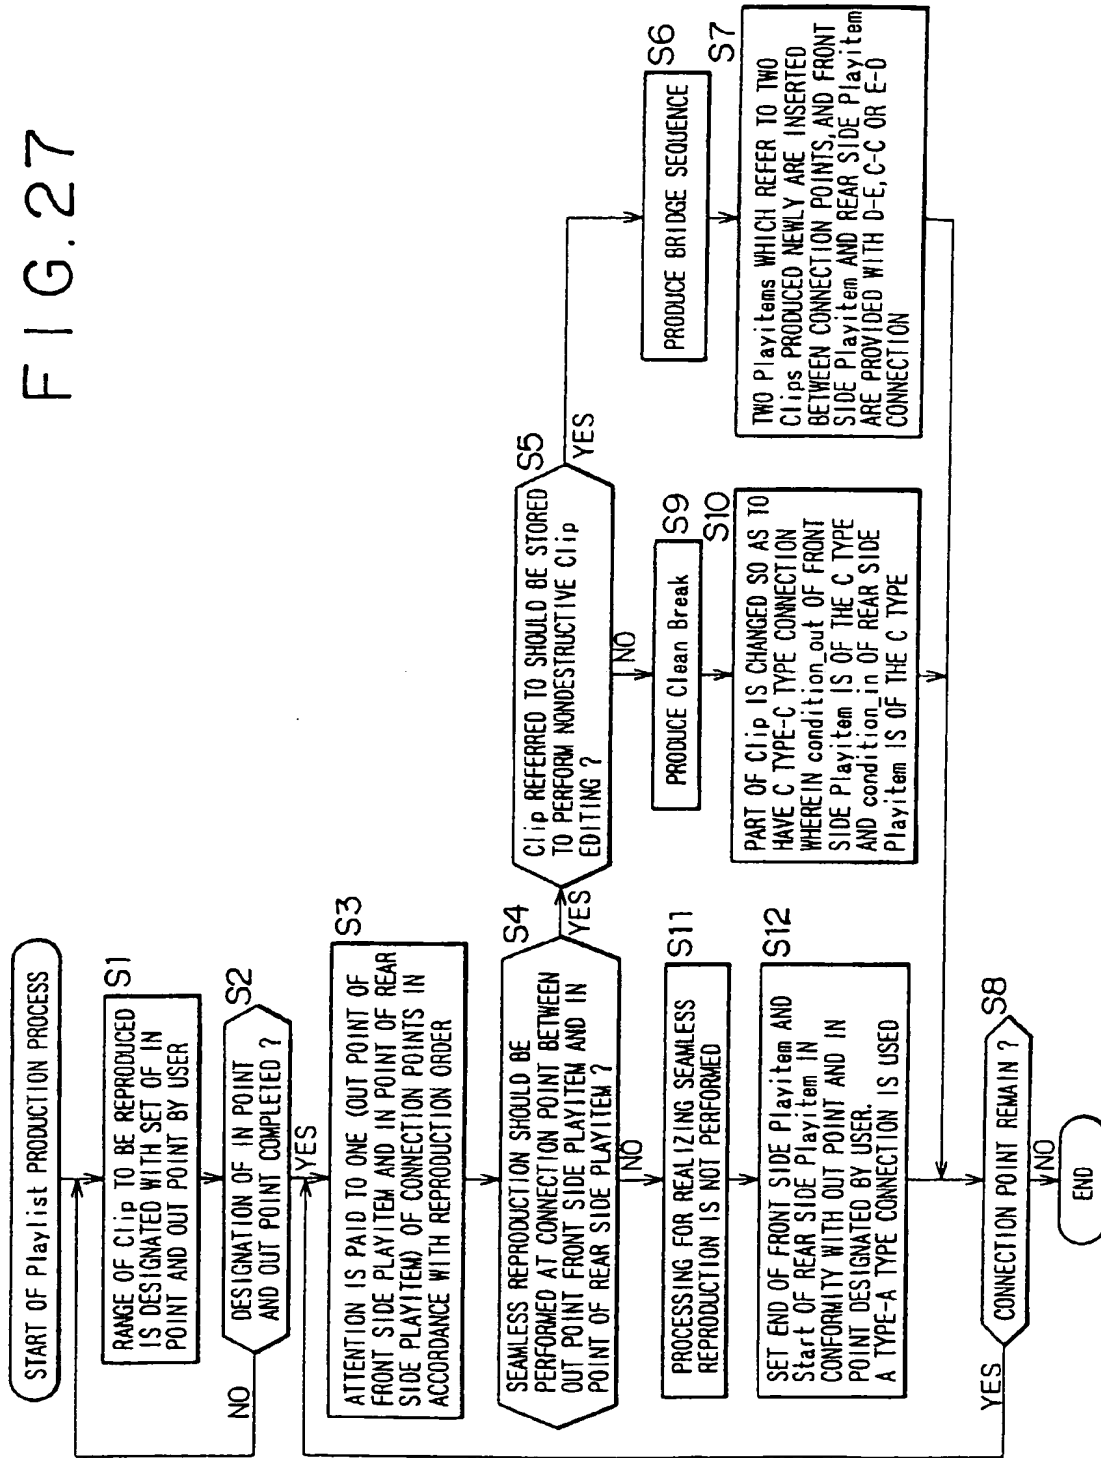 FIG.27
START OF Playlist PRODUCTION PROCESS
S1
RANGE OF Clip TO BE REPRODUCED
IS DESIGNATED WITH SET OF IN
POINT AND OUT POINT BY USER
S2
DESIGNATION OF IN POINT
AND OUT POINT COMPLETED ?
NO
YES
S3
ATTENTION IS PAID TO ONE (OUT POINT OF
FRONT SIDE PLAYITEM AND IN POINT OF REAR
SIDE PLAYITEM) OF CONNECTION POINTS IN
ACCORDANCE WITH REPRODUCTION ORDER
S4
SEAMLESS REPRODUCTION SHOULD BE
PERFORMED AT CONNECTION POINT BETWEEN
OUT POINT FRONT SIDE PLAYITEM AND IN
POINT OF REAR SIDE PLAYITEM ?
YES
NO
S5
Clip REFERRED TO SHOULD BE STORED
TO PERFORM NONDESTRUCTIVE Clip
EDITING ?
YES
NO
S6
PRODUCE BRIDGE SEQUENCE
S7
TWO Playitems WHICH REFER TO TWO
Clips PRODUCED NEWLY ARE INSERTED
BETWEEN CONNECTION POINTS, AND FRONT
SIDE Playitem AND REAR SIDE Playitem
ARE PROVIDED WITH D-E, C-C OR E-D
CONNECTION
S9
PRODUCE Clean Break
S10
PART OF Clip IS CHANGED SO AS TO
HAVE C TYPE-C TYPE CONNECTION
WHEREIN condition_out OF FRONT
SIDE Playitem IS OF THE C TYPE
AND condition_in OF REAR SIDE
Playitem IS OF THE C TYPE
S11
PROCESSING FOR REALIZING SEAMLESS
REPRODUCTION IS NOT PERFORMED
S12
SET END OF FRONT SIDE Playitem AND
Start OF REAR SIDE Playitem IN
CONFORMITY WITH OUT POINT AND IN
POINT DESIGNATED BY USER.
A TYPE-A TYPE CONNECTION IS USED
S8
CONNECTION POINT REMAIN ?
YES
NO
END